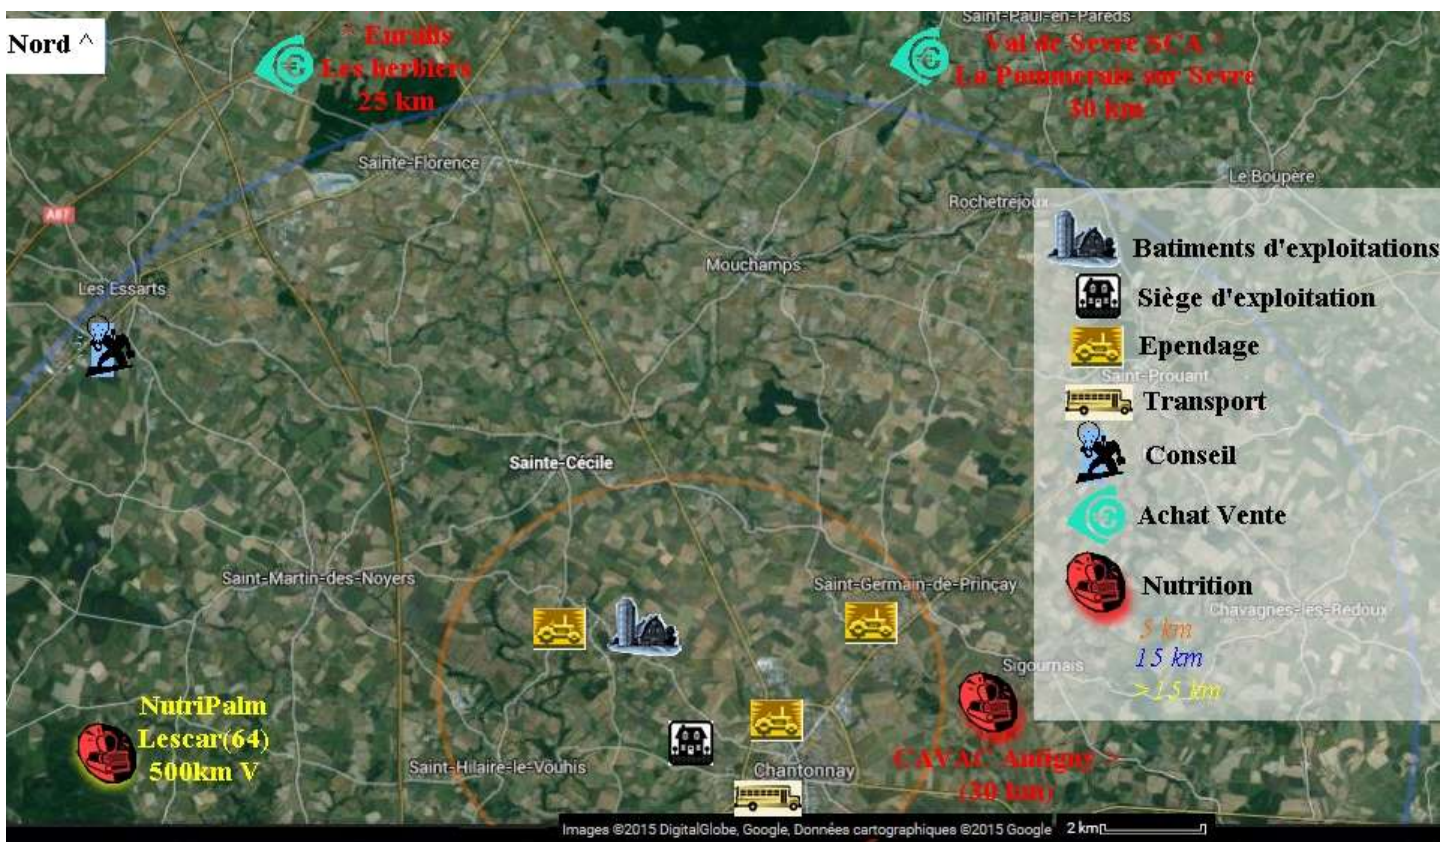 Nord ^
* Euralis
Les herbiers
25 km
Saint-Paul-en-Pareds
Val de Sevre SCA ^
La Pommeraie sur Sevre
30 km
Sainte-Florence
Le Boupère
A87
Rochetrejoux
Mouchamps
Les Essarts
Batiments d'exploitations
Siège d'exploitation
Ependage
Saint-Prouant
Transport
Conseil
Achat Vente
Nutrition
Chavagnes-les-Redoux
5 km
15 km
>15 km
Sainte-Cécile
Saint-Martin-des-Noyers
Saint-Germain-de-Prinçay
Sigournais
NutriPalm
Lescar(64)
500km V
Saint-Hilaire-le-Vouhis
Chantonnay
CAVAC Antigny >
(30 km)
Images ©2015 DigitalGlobe, Google, Données cartographiques ©2015 Google
2 km